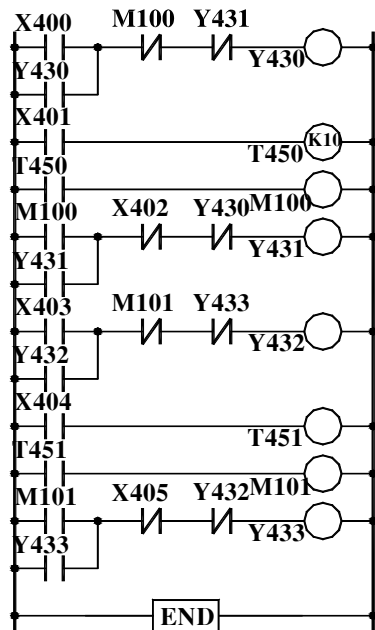 X400 M100 Y431
Y430 Y430
X401 K10
T450 T450
M100 X402 Y430 M100
Y431 Y431
X403 M101 Y433
Y432 Y432
X404 T451
T451 M101
M101 X405 Y432
Y433 Y433
END